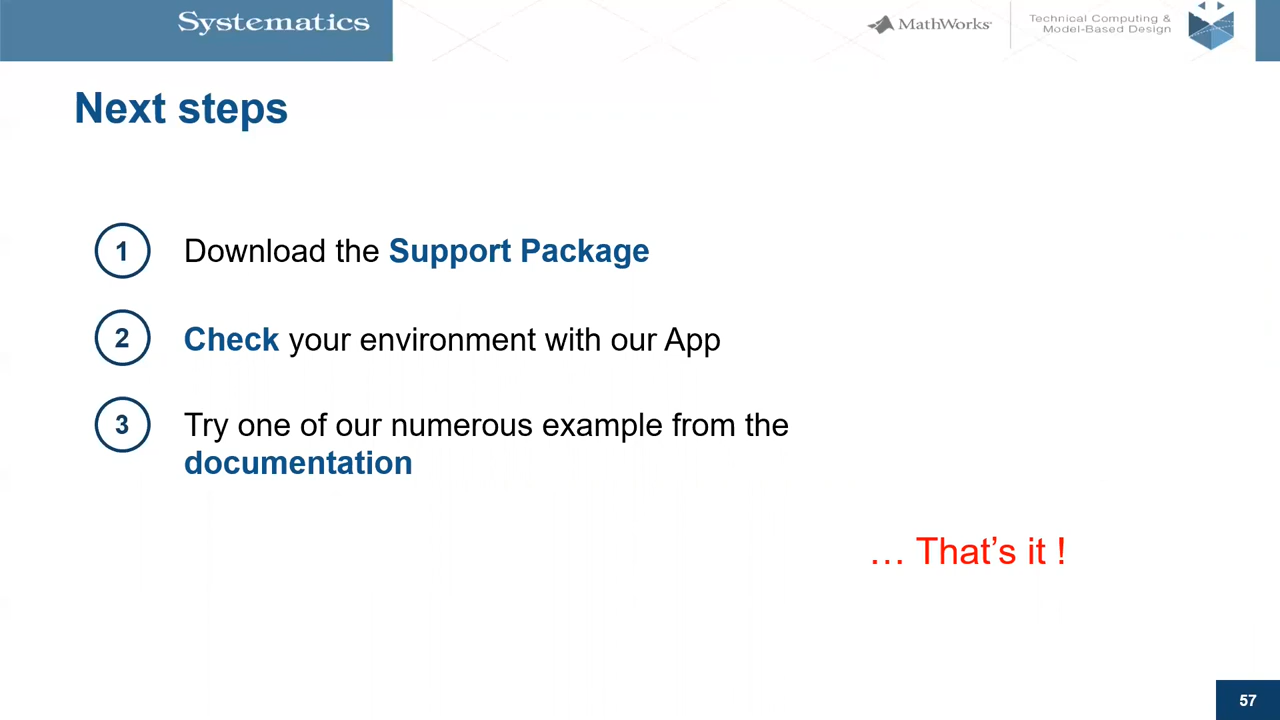 Systematics
MathWorks
Technical Computing &
Model-Based Design
Next steps
1 Download the Support Package
2 Check your environment with our App
3 Try one of our numerous example from the
documentation
… That’s it !
57